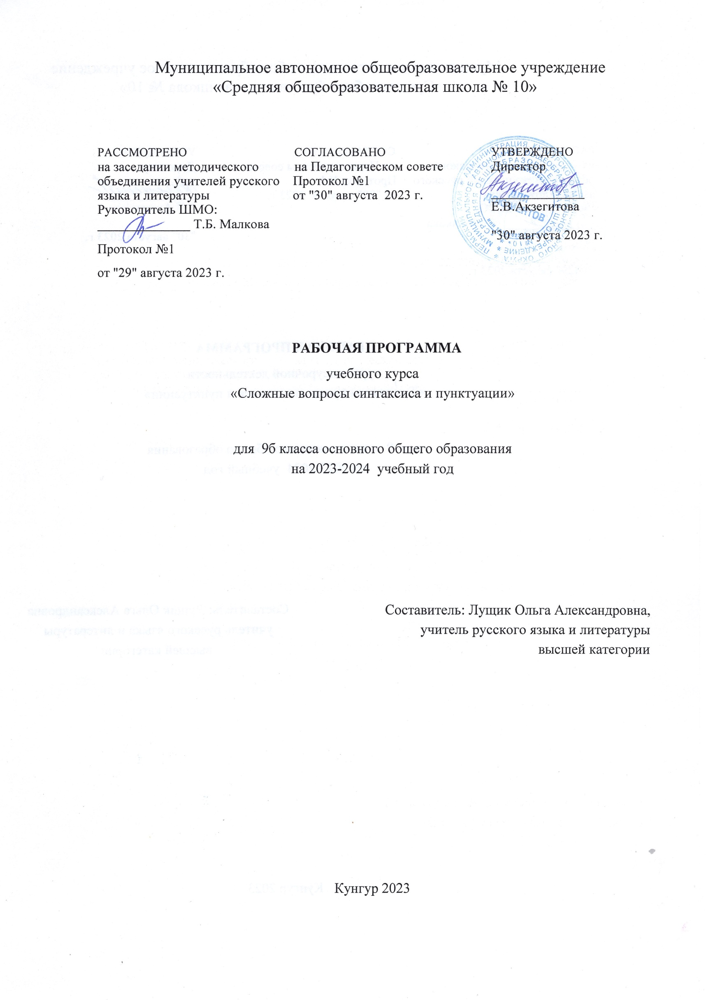 Муниципальное автономное общеобразовательное учреждение
«Средняя общеобразовательная школа № 10»
РАССМОТРЕНО
на заседании методического
объединения учителей русского
языка и литературы
Руководитель ШМО:
______________ Т.Б. Малкова
Протокол №1
от "29" августа 2023 г.
СОГЛАСОВАНО
на Педагогическом совете
Протокол №1
от "30" августа 2023 г.
УТВЕРЖДЕНО
Директор
______________
Е.В.Акзегитова
"30" августа 2023 г.
ДЛЯ
ДОКУМЕНТОВ
РАБОЧАЯ ПРОГРАММА
учебного курса
«Сложные вопросы синтаксиса и пунктуации»
для 9б класса основного общего образования
на 2023-2024 учебный год
Составитель: Лущик Ольга Александровна,
учитель русского языка и литературы
высшей категории
Кунгур 2023